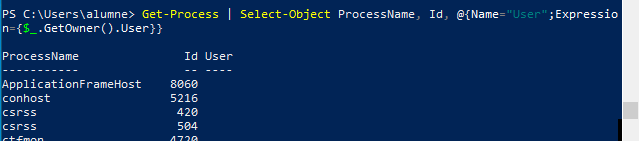 PS C:\Users\alumne> Get-Process | Select-Object ProcessName, Id, @{Name="User";Expressio
n={$_.GetOwner().User}}
ProcessName Id User
----------- -- ----
ApplicationFrameHost 8060
conhost 5216
csrss 420
csrss 504
ctfmon 4720